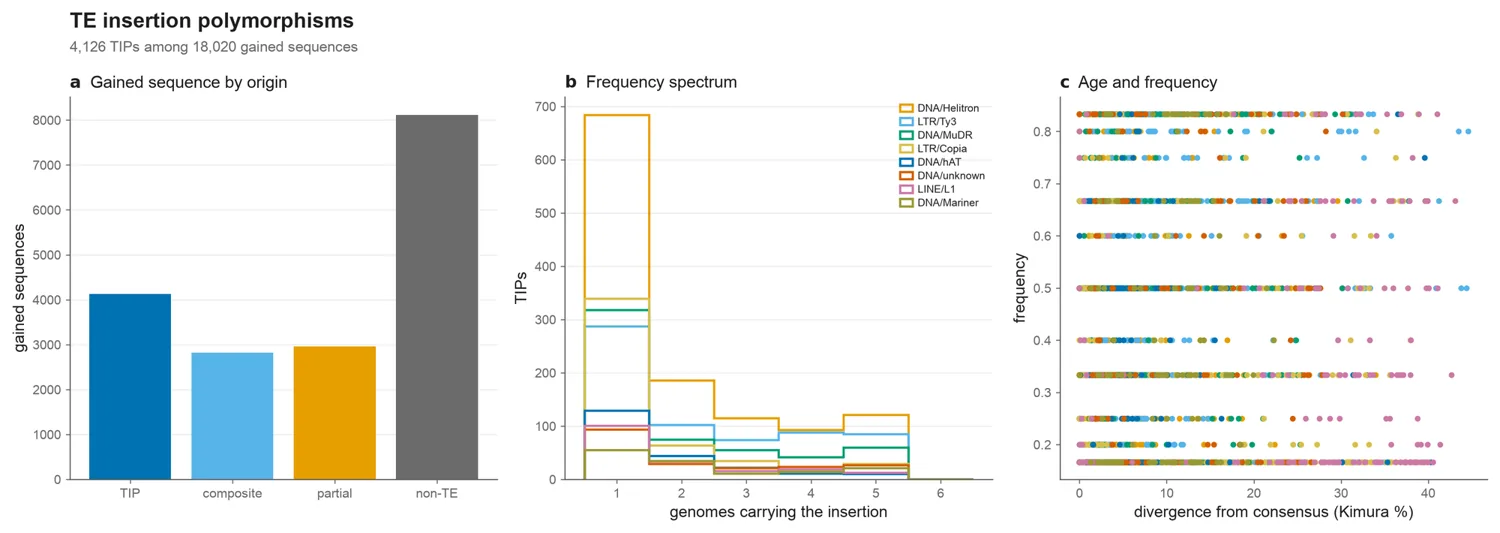 TE insertion polymorphisms
4,126 TIPs among 18,020 gained sequences
a Gained sequence by origin
gained sequences
8000
7000
6000
5000
4000
3000
2000
1000
0
TIP composite partial non-TE
b Frequency spectrum
TIPs
700
600
500
400
300
200
100
0
DNA/Helitron
LTR/Ty3
DNA/MuDR
LTR/Copia
DNA/hAT
DNA/unknown
LINE/L1
DNA/Mariner
1 2 3 4 5 6
genomes carrying the insertion
c Age and frequency
frequency
0.8
0.7
0.6
0.5
0.4
0.3
0.2
0 10 20 30 40
divergence from consensus (Kimura %)